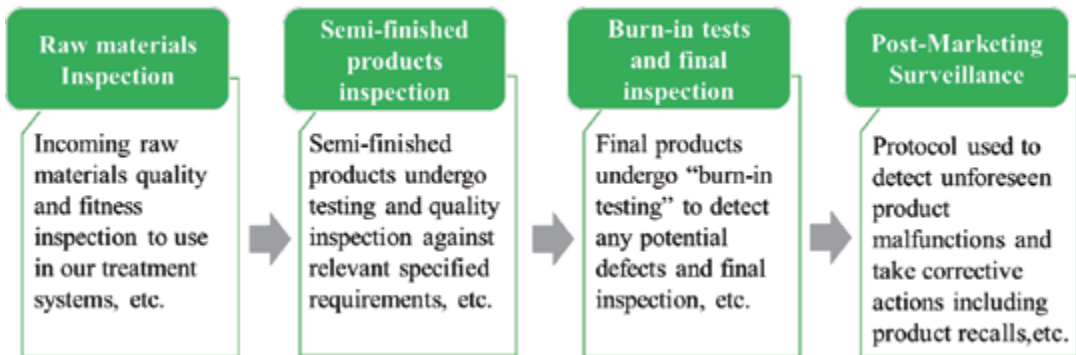 Raw materials
Inspection
Incoming raw
materials quality
and fitness
inspection to use
in our treatment
systems, etc.
Semi-finished
products
inspection
Semi-finished
products undergo
testing and quality
inspection against
relevant specified
requirements, etc.
Burn-in tests
and final
inspection
Final products
undergo “burn-in
testing” to detect
any potential
defects and final
inspection, etc.
Post-Marketing
Surveillance
Protocol used to
detect unforeseen
product
malfunctions and
take corrective
actions including
product recalls,etc.